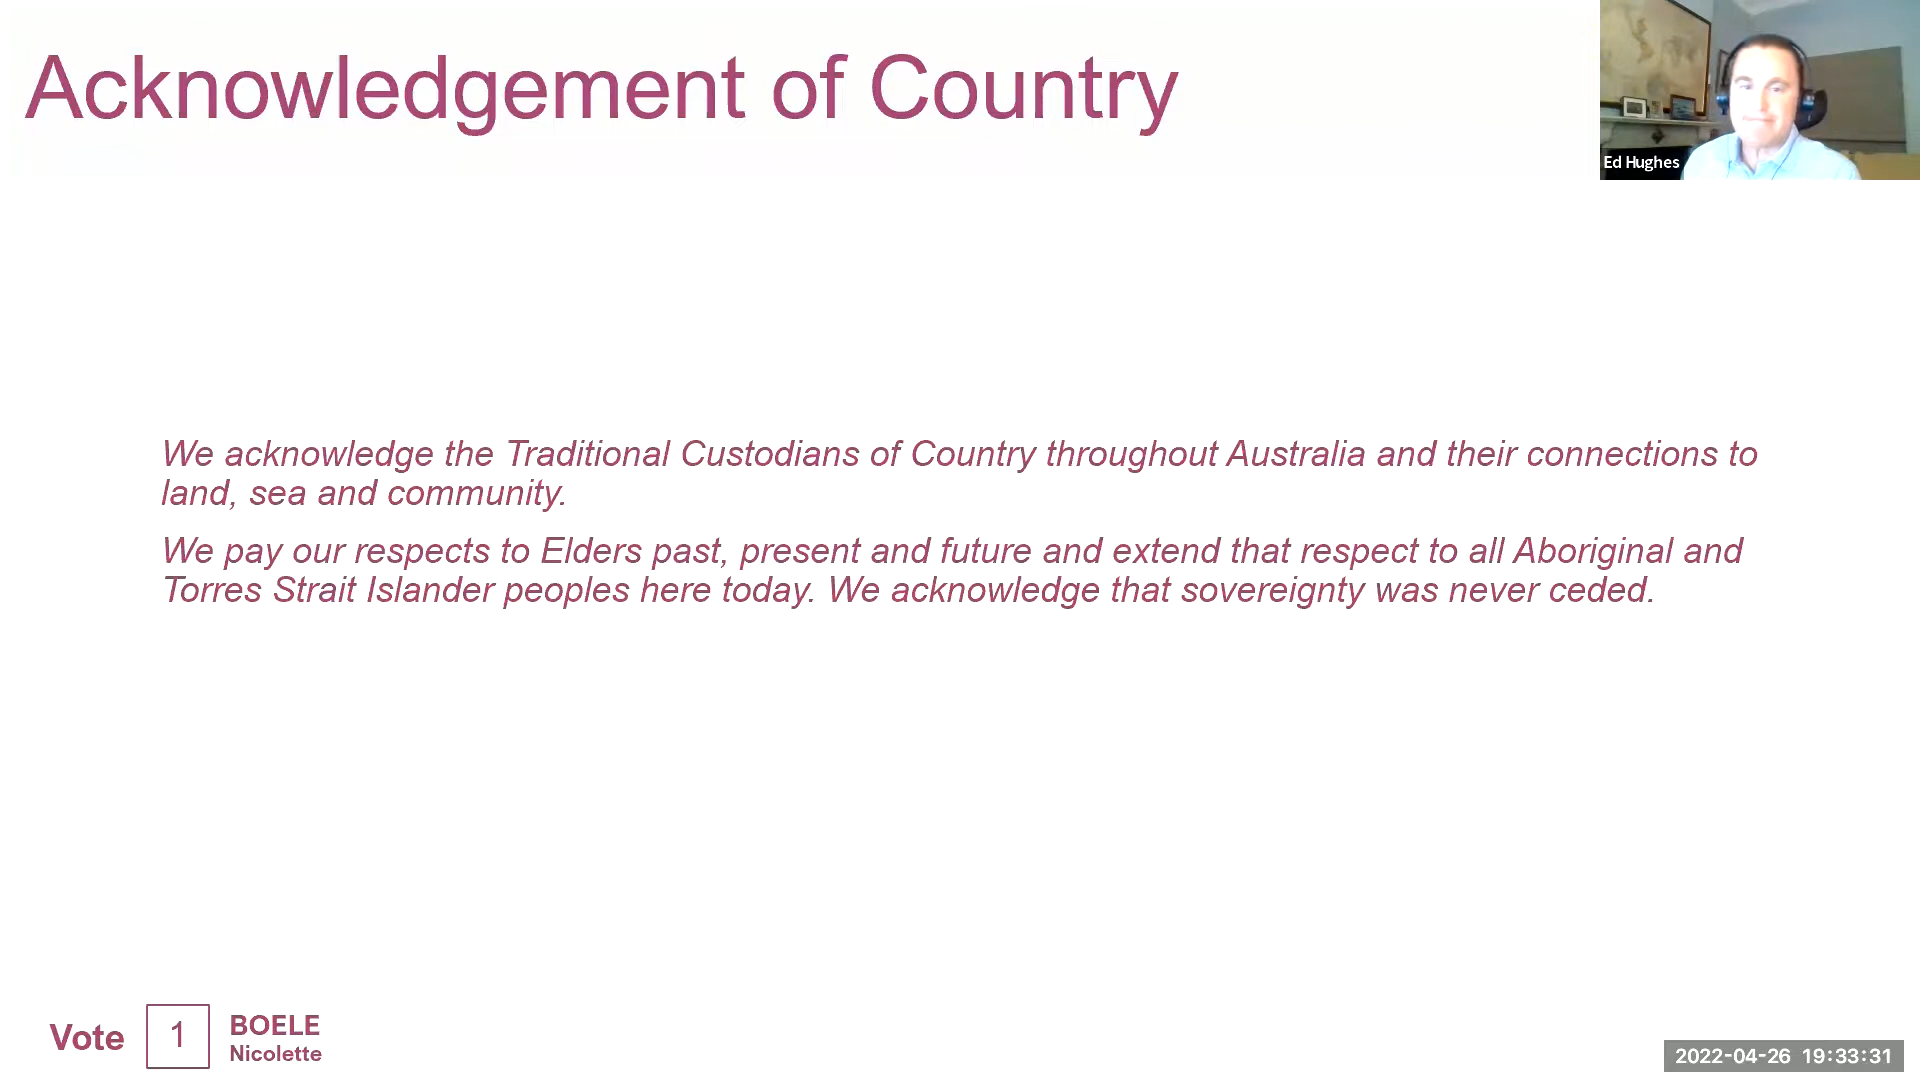 Acknowledgement of Country
Ed Hughes
We acknowledge the Traditional Custodians of Country throughout Australia and their connections to
land, sea and community.
We pay our respects to Elders past, present and future and extend that respect to all Aboriginal and
Torres Strait Islander peoples here today. We acknowledge that sovereignty was never ceded.
Vote 1 BOELE
Nicolette
2022-04-26 19:33:31